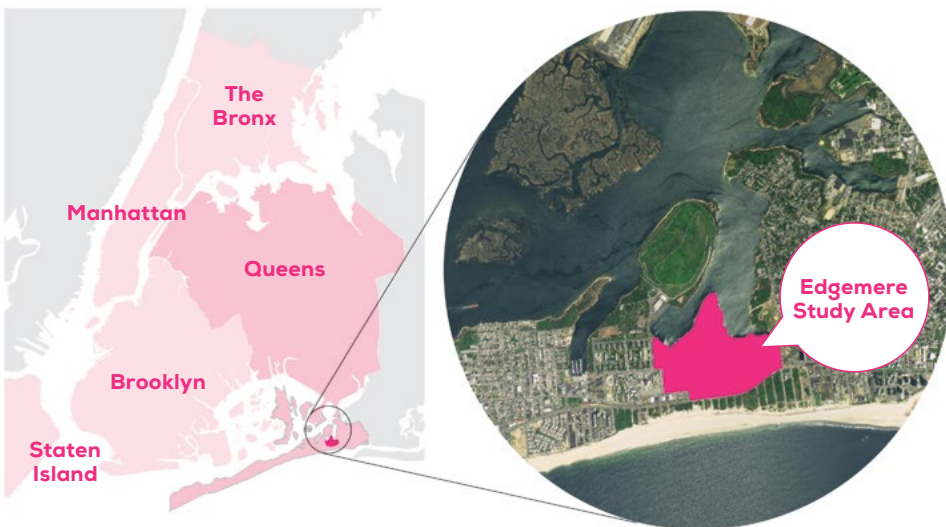 The
Bronx
Manhattan
Queens
Brooklyn
Staten
Island
Edgemere
Study Area